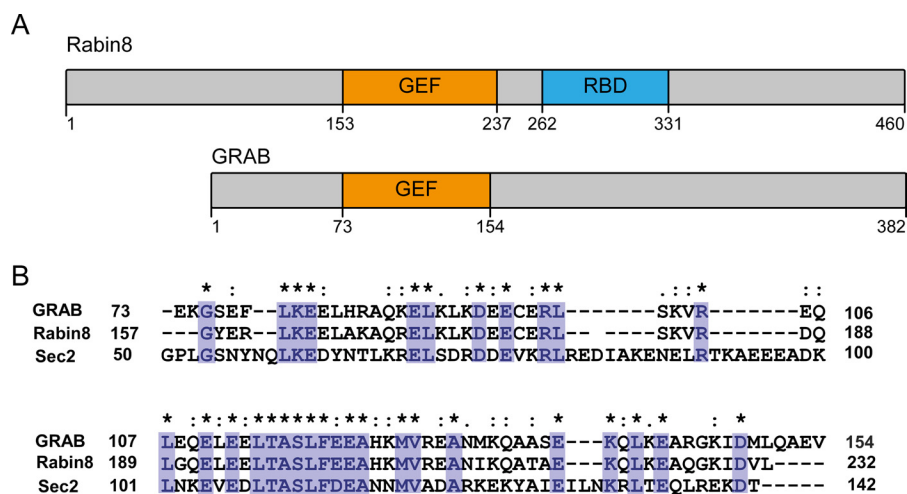 A
Rabin8
GEF
RBD
1
153
237
262
331
460
GRAB
GEF
1
73
154
382
B
* : *** ::**. : * * ** .::* ::
GRAB 73 -EKGSEF--LKEELHRAQKELKLKDEECERL-------SKVR-------EQ 106
Rabin8 157 ---GYER--LKEELAKAQKELKLKDEECERL-------SKVR-------DQ 188
Sec2 50 GPLGSNYNQLKEDYNTLKRELSDRDDEVKRLREDIAKENELRTKAEEEADK 100
* :*:*:******:**::** :* : * *:* * : *
GRAB 107 LEQELEELTASLFEEAHKMVREANMKQAASE---KQLKEARGKIDMLQAEV 154
Rabin8 189 LGQELEELTASLFEEAHKMVREANIKQATAE---KQLKEAQGKIDVL---- 232
Sec2 101 LNKEVEDLTASLFDEANNMVADARKEKYAIEILNKRLTEQLREKDT----- 142